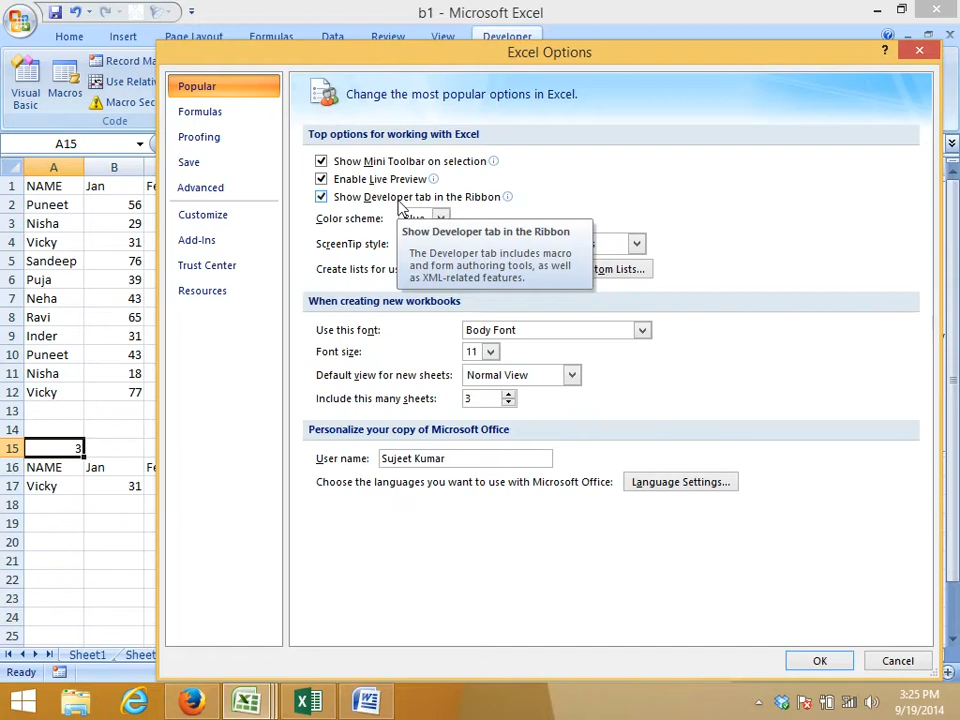 b1 - Microsoft Excel
Home Insert Page Layout Formulas Data Review View Developer
Excel Options
Visual Basic
Macros
Record Ma
Use Relativ
Macro Sec
Code
A15
A B
1 NAME Jan Fe
2 Puneet 56
3 Nisha 29
4 Vicky 31
5 Sandeep 76
6 Puja 39
7 Neha 43
8 Ravi 65
9 Inder 31
10 Puneet 43
11 Nisha 18
12 Vicky 77
13
14
15 3
16 NAME Jan Fe
17 Vicky 31
18
19
20
21
22
23
24
25
Sheet1 Sheet
Ready
Popular
Formulas
Proofing
Save
Advanced
Customize
Add-Ins
Trust Center
Resources
Change the most popular options in Excel.
Top options for working with Excel
Show Mini Toolbar on selection
Enable Live Preview
Show Developer tab in the Ribbon
Color scheme:
ScreenTip style:
Create lists for us
tom Lists...
Show Developer tab in the Ribbon
The Developer tab includes macro
and form authoring tools, as well
as XML-related features.
When creating new workbooks
Use this font: Body Font
Font size: 11
Default view for new sheets: Normal View
Include this many sheets: 3
Personalize your copy of Microsoft Office
User name: Sujeet Kumar
Choose the languages you want to use with Microsoft Office: Language Settings...
OK Cancel
3:25 PM
9/19/2014